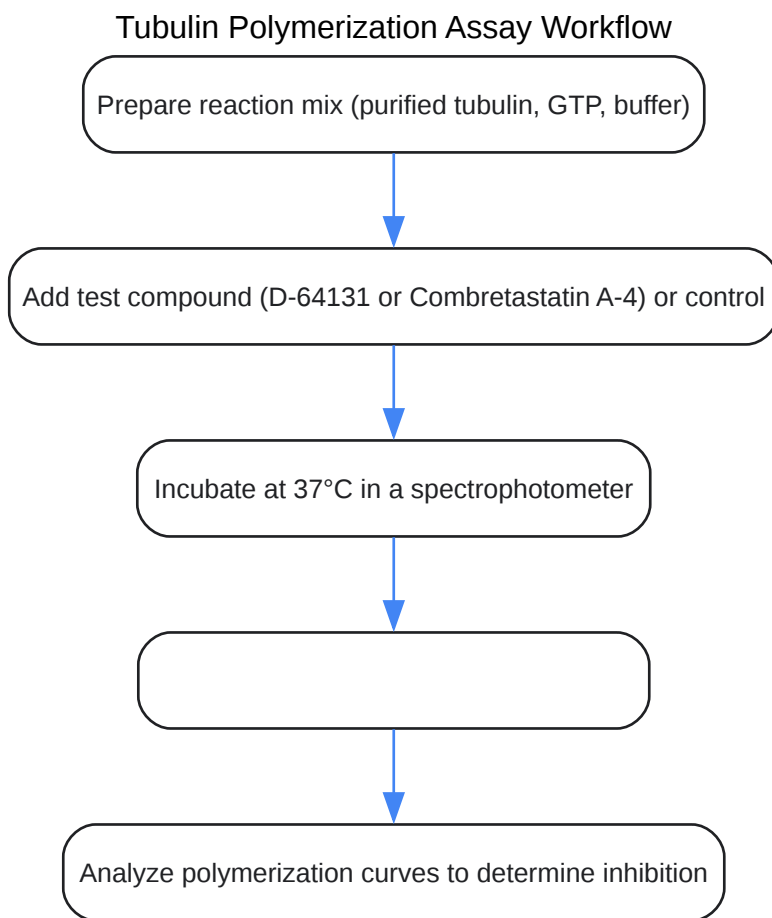 Tubulin Polymerization Assay Workflow
Prepare reaction mix (purified tubulin, GTP, buffer)
Add test compound (D-64131 or Combretastatin A-4) or control
Incubate at 37°C in a spectrophotometer
Analyze polymerization curves to determine inhibition